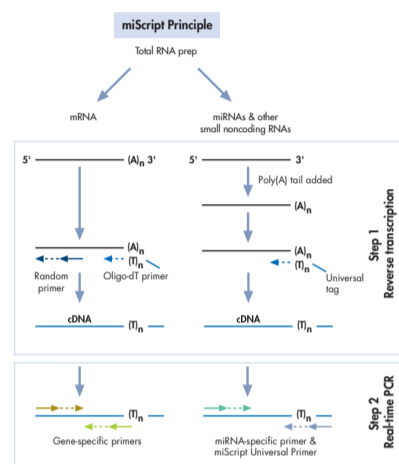 miScript Principle
Total RNA prep
mRNA
miRNAs & other
small noncoding RNAs
5' (A)n 3'
5' 3'
Poly(A) tail added
(A)n
(A)n
(T)n
Random
primer
Oligo-dT primer
(A)n
(T)n
Universal
tag
cDNA
(T)n
cDNA
(T)n
Step 1
Reverse transcription
(T)n
Gene-specific primers
(T)n
miRNA-specific primer &
miScript Universal Primer
Step 2
Real-time PCR